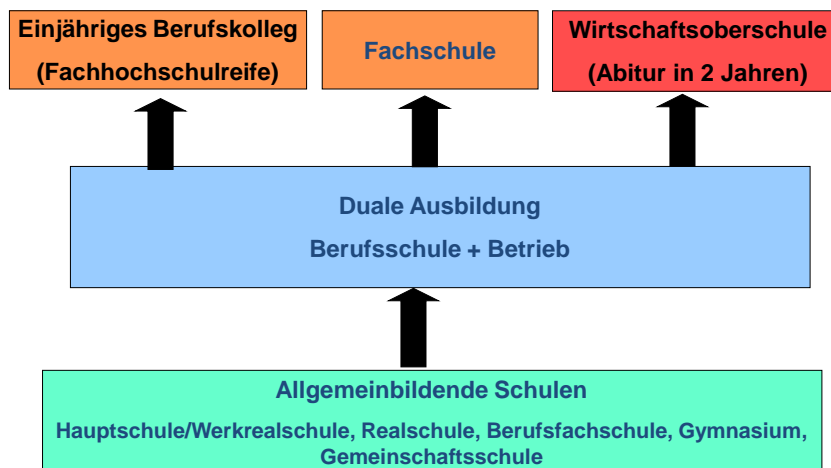 Einjähriges Berufskolleg
(Fachhochschulreife)
Fachschule
Wirtschaftsoberschule
(Abitur in 2 Jahren)
Duale Ausbildung
Berufsschule + Betrieb
Allgemeinbildende Schulen
Hauptschule/Werkrealschule, Realschule, Berufsfachschule, Gymnasium,
Gemeinschaftsschule